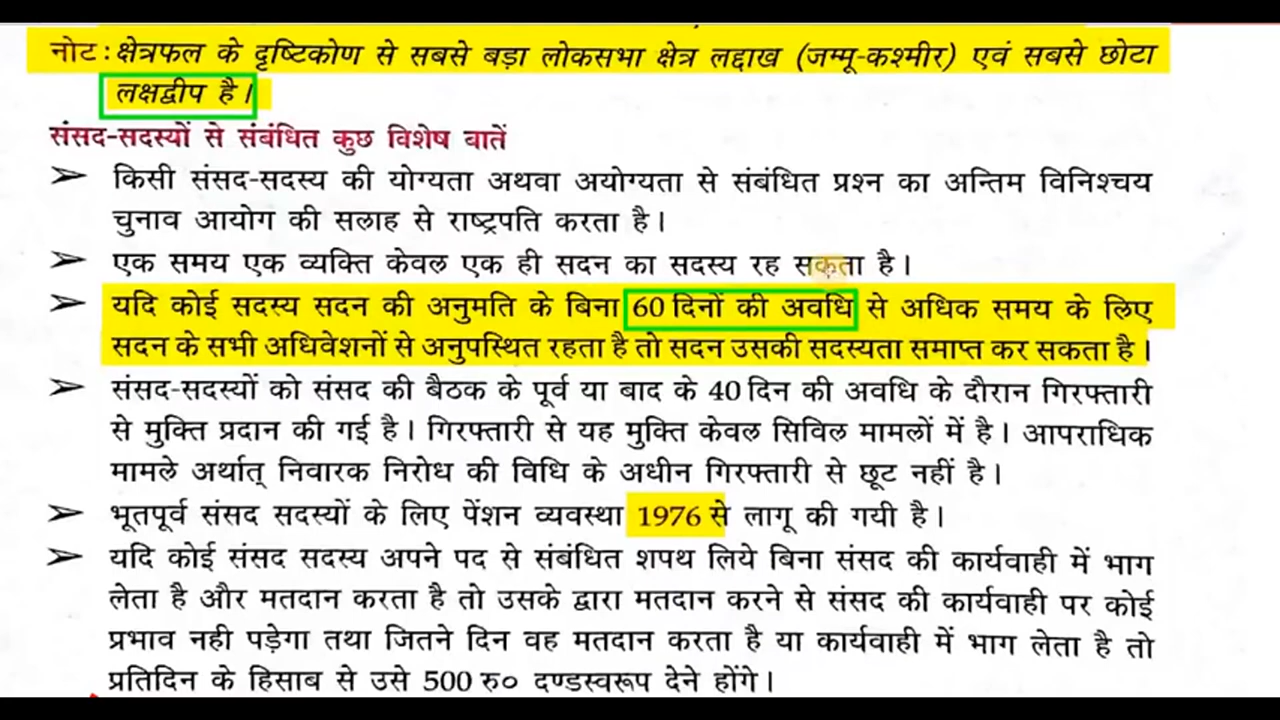 नोट : क्षेत्रफल के दृष्टिकोण से सबसे बड़ा लोकसभा क्षेत्र लद्दाख (जम्मू-कश्मीर) एवं सबसे छोटा
लक्षद्वीप है।
संसद-सदस्यों से संबंधित कुछ विशेष बातें
➢ किसी संसद-सदस्य की योग्यता अथवा अयोग्यता से संबंधित प्रश्न का अन्तिम विनिश्चय
चुनाव आयोग की सलाह से राष्ट्रपति करता है।
➢ एक समय एक व्यक्ति केवल एक ही सदन का सदस्य रह सकता है।
➢ यदि कोई सदस्य सदन की अनुमति के बिना 60 दिनों की अवधि से अधिक समय के लिए
सदन के सभी अधिवेशनों से अनुपस्थित रहता है तो सदन उसकी सदस्यता समाप्त कर सकता है।
➢ संसद-सदस्यों को संसद की बैठक के पूर्व या बाद के 40 दिन की अवधि के दौरान गिरफ्तारी
से मुक्ति प्रदान की गई है। गिरफ्तारी से यह मुक्ति केवल सिविल मामलों में है। आपराधिक
मामले अर्थात् निवारक निरोध की विधि के अधीन गिरफ्तारी से छूट नहीं है।
➢ भूतपूर्व संसद सदस्यों के लिए पेंशन व्यवस्था 1976 से लागू की गयी है।
➢ यदि कोई संसद सदस्य अपने पद से संबंधित शपथ लिये बिना संसद की कार्यवाही में भाग
लेता है और मतदान करता है तो उसके द्वारा मतदान करने से संसद की कार्यवाही पर कोई
प्रभाव नही पड़ेगा तथा जितने दिन वह मतदान करता है या कार्यवाही में भाग लेता है तो
प्रतिदिन के हिसाब से उसे 500 रु० दण्डस्वरूप देने होंगे।